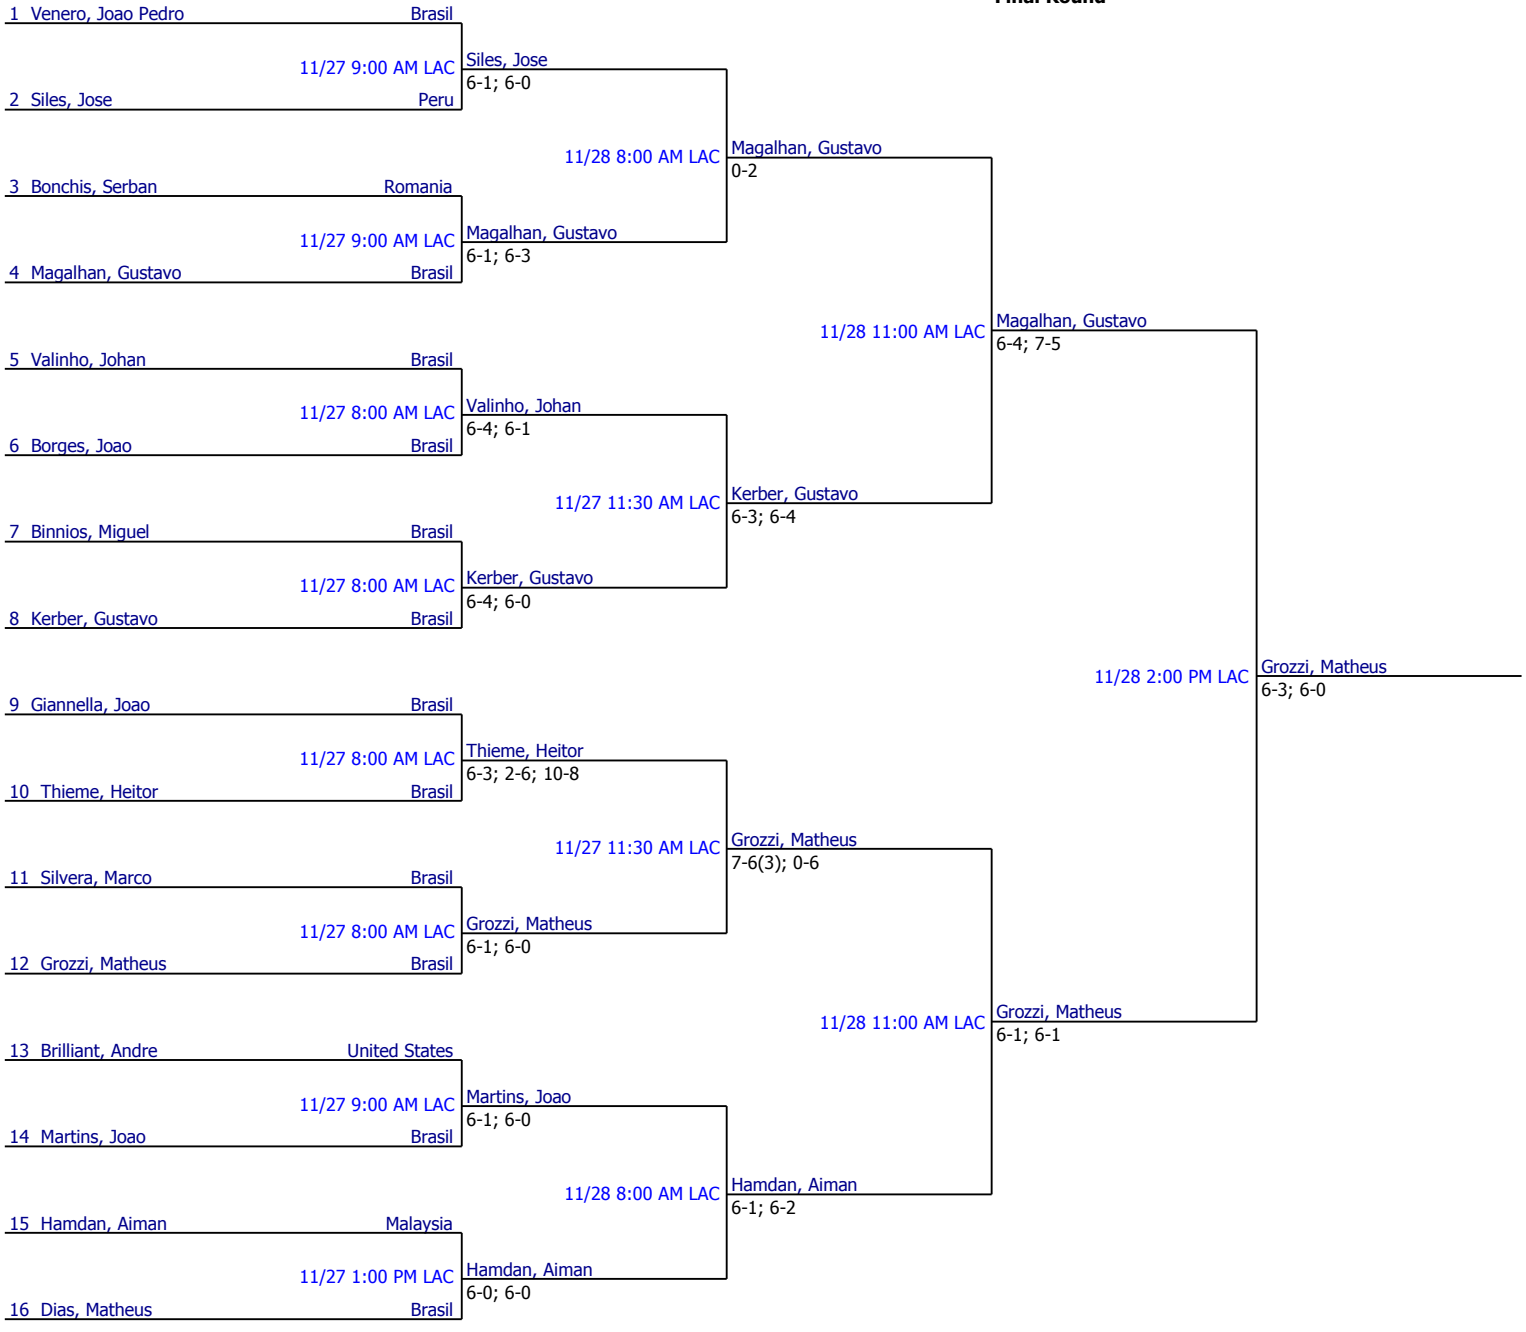 Final Round
1 Venero, Joao Pedro Brasil
11/27 9:00 AM LAC Siles, Jose
6-1; 6-0
2 Siles, Jose Peru
11/28 8:00 AM LAC Magalhan, Gustavo
0-2
3 Bonchis, Serban Romania
11/27 9:00 AM LAC Magalhan, Gustavo
6-1; 6-3
4 Magalhan, Gustavo Brasil
11/28 11:00 AM LAC Magalhan, Gustavo
6-4; 7-5
5 Valinho, Johan Brasil
11/27 8:00 AM LAC Valinho, Johan
6-4; 6-1
6 Borges, Joao Brasil
11/27 11:30 AM LAC Kerber, Gustavo
6-3; 6-4
7 Binnios, Miguel Brasil
11/27 8:00 AM LAC Kerber, Gustavo
6-4; 6-0
8 Kerber, Gustavo Brasil
11/28 2:00 PM LAC Grozzi, Matheus
6-3; 6-0
9 Giannella, Joao Brasil
11/27 8:00 AM LAC Thieme, Heitor
6-3; 2-6; 10-8
10 Thieme, Heitor Brasil
11/27 11:30 AM LAC Grozzi, Matheus
7-6(3); 0-6
11 Silvera, Marco Brasil
11/27 8:00 AM LAC Grozzi, Matheus
6-1; 6-0
12 Grozzi, Matheus Brasil
11/28 11:00 AM LAC Grozzi, Matheus
6-1; 6-1
13 Brilliant, Andre United States
11/27 9:00 AM LAC Martins, Joao
6-1; 6-0
14 Martins, Joao Brasil
11/28 8:00 AM LAC Hamdan, Aiman
6-1; 6-2
15 Hamdan, Aiman Malaysia
11/27 1:00 PM LAC Hamdan, Aiman
6-0; 6-0
16 Dias, Matheus Brasil